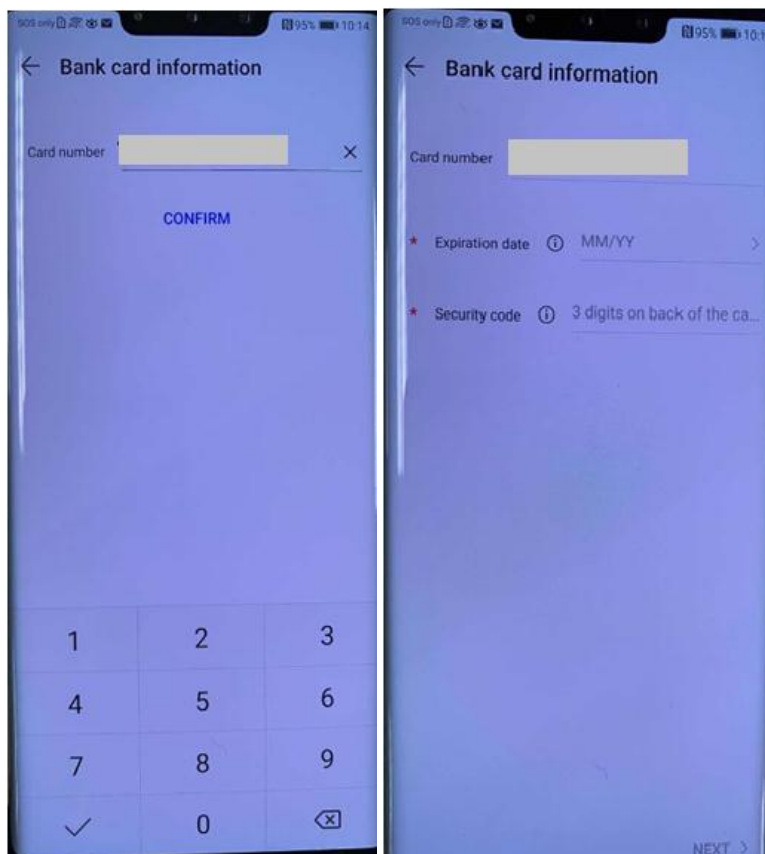 SOS only 95% 10:14
← Bank card information
Card number ×
CONFIRM
1 2 3
4 5 6
7 8 9
0
SOS only 95% 10:1
← Bank card information
Card number
* Expiration date MM/YY >
* Security code 3 digits on back of the ca...
NEXT >